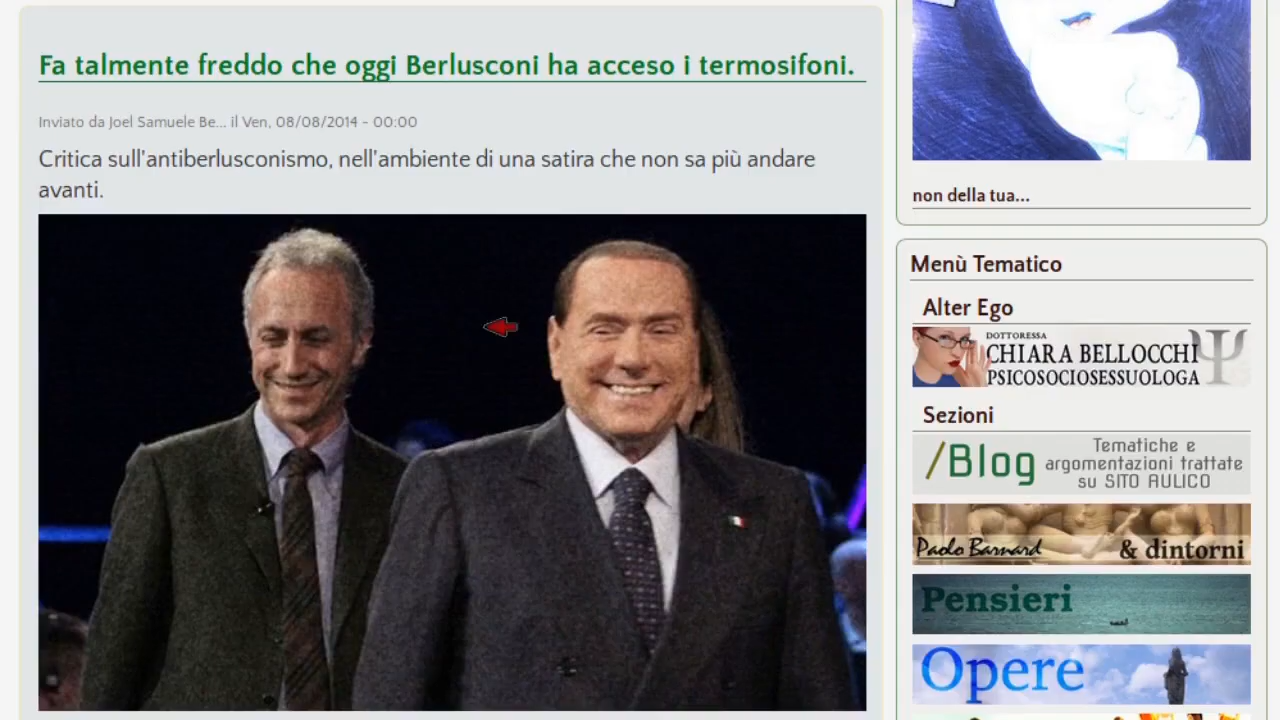 Fa talmente freddo che oggi Berlusconi ha acceso i termosifoni.
Inviato da Joel Samuele Be... il Ven, 08/08/2014 - 00:00
Critica sull'antiberlusconismo, nell'ambiente di una satira che non sa più andare
avanti.
non della tua...
Menù Tematico
Alter Ego
DOTTORESSA
CHIARA BELLOCCHI
PSICOSOCIOSESSUOLOGA
Ψ
Sezioni
/Blog
Tematiche e
argomentazioni trattate
su SITO AULICO
Paolo Barnard & dintorni
Pensieri
Opere